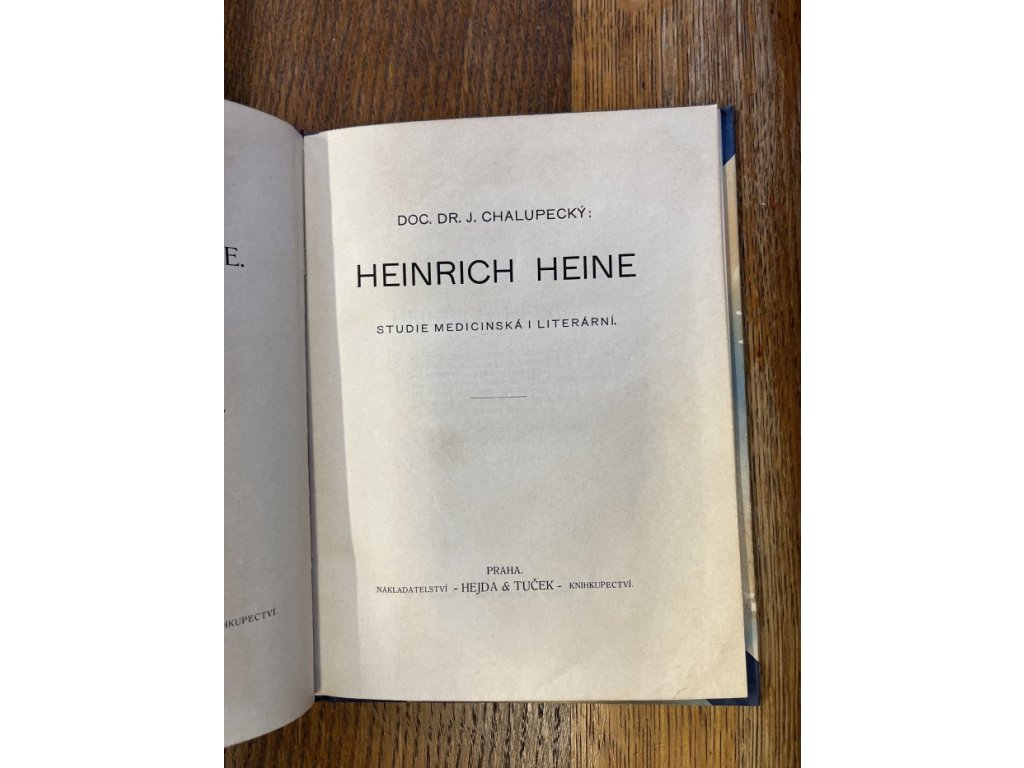 E.
HKUPECTVÍ.
DOC. DR. J. CHALUPECKÝ:
HEINRICH HEINE
STUDIE MEDICINSKÁ I LITERÁRNÍ.
PRAHA.
NAKLADATELSTVÍ - HEJDA & TUČEK - KNIHKUPECTVÍ.